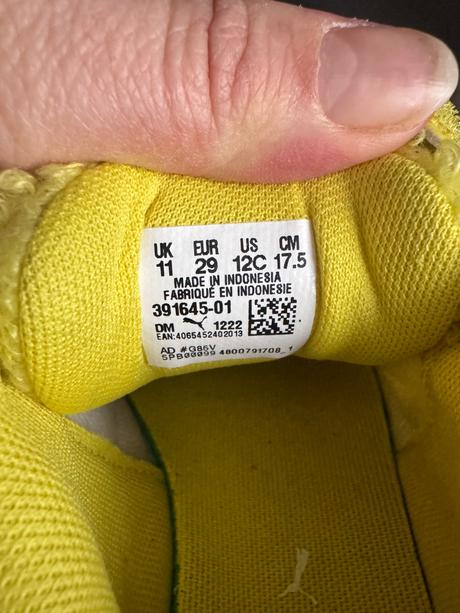 UK EUR US CM
11 29 12C 17.5
MADE IN INDONESIA
FABRIQUÉ EN INDONESIE
391645-01
DM 1222
EAN:4065452402013
AD #G86V
SPB00099 4800791708_1